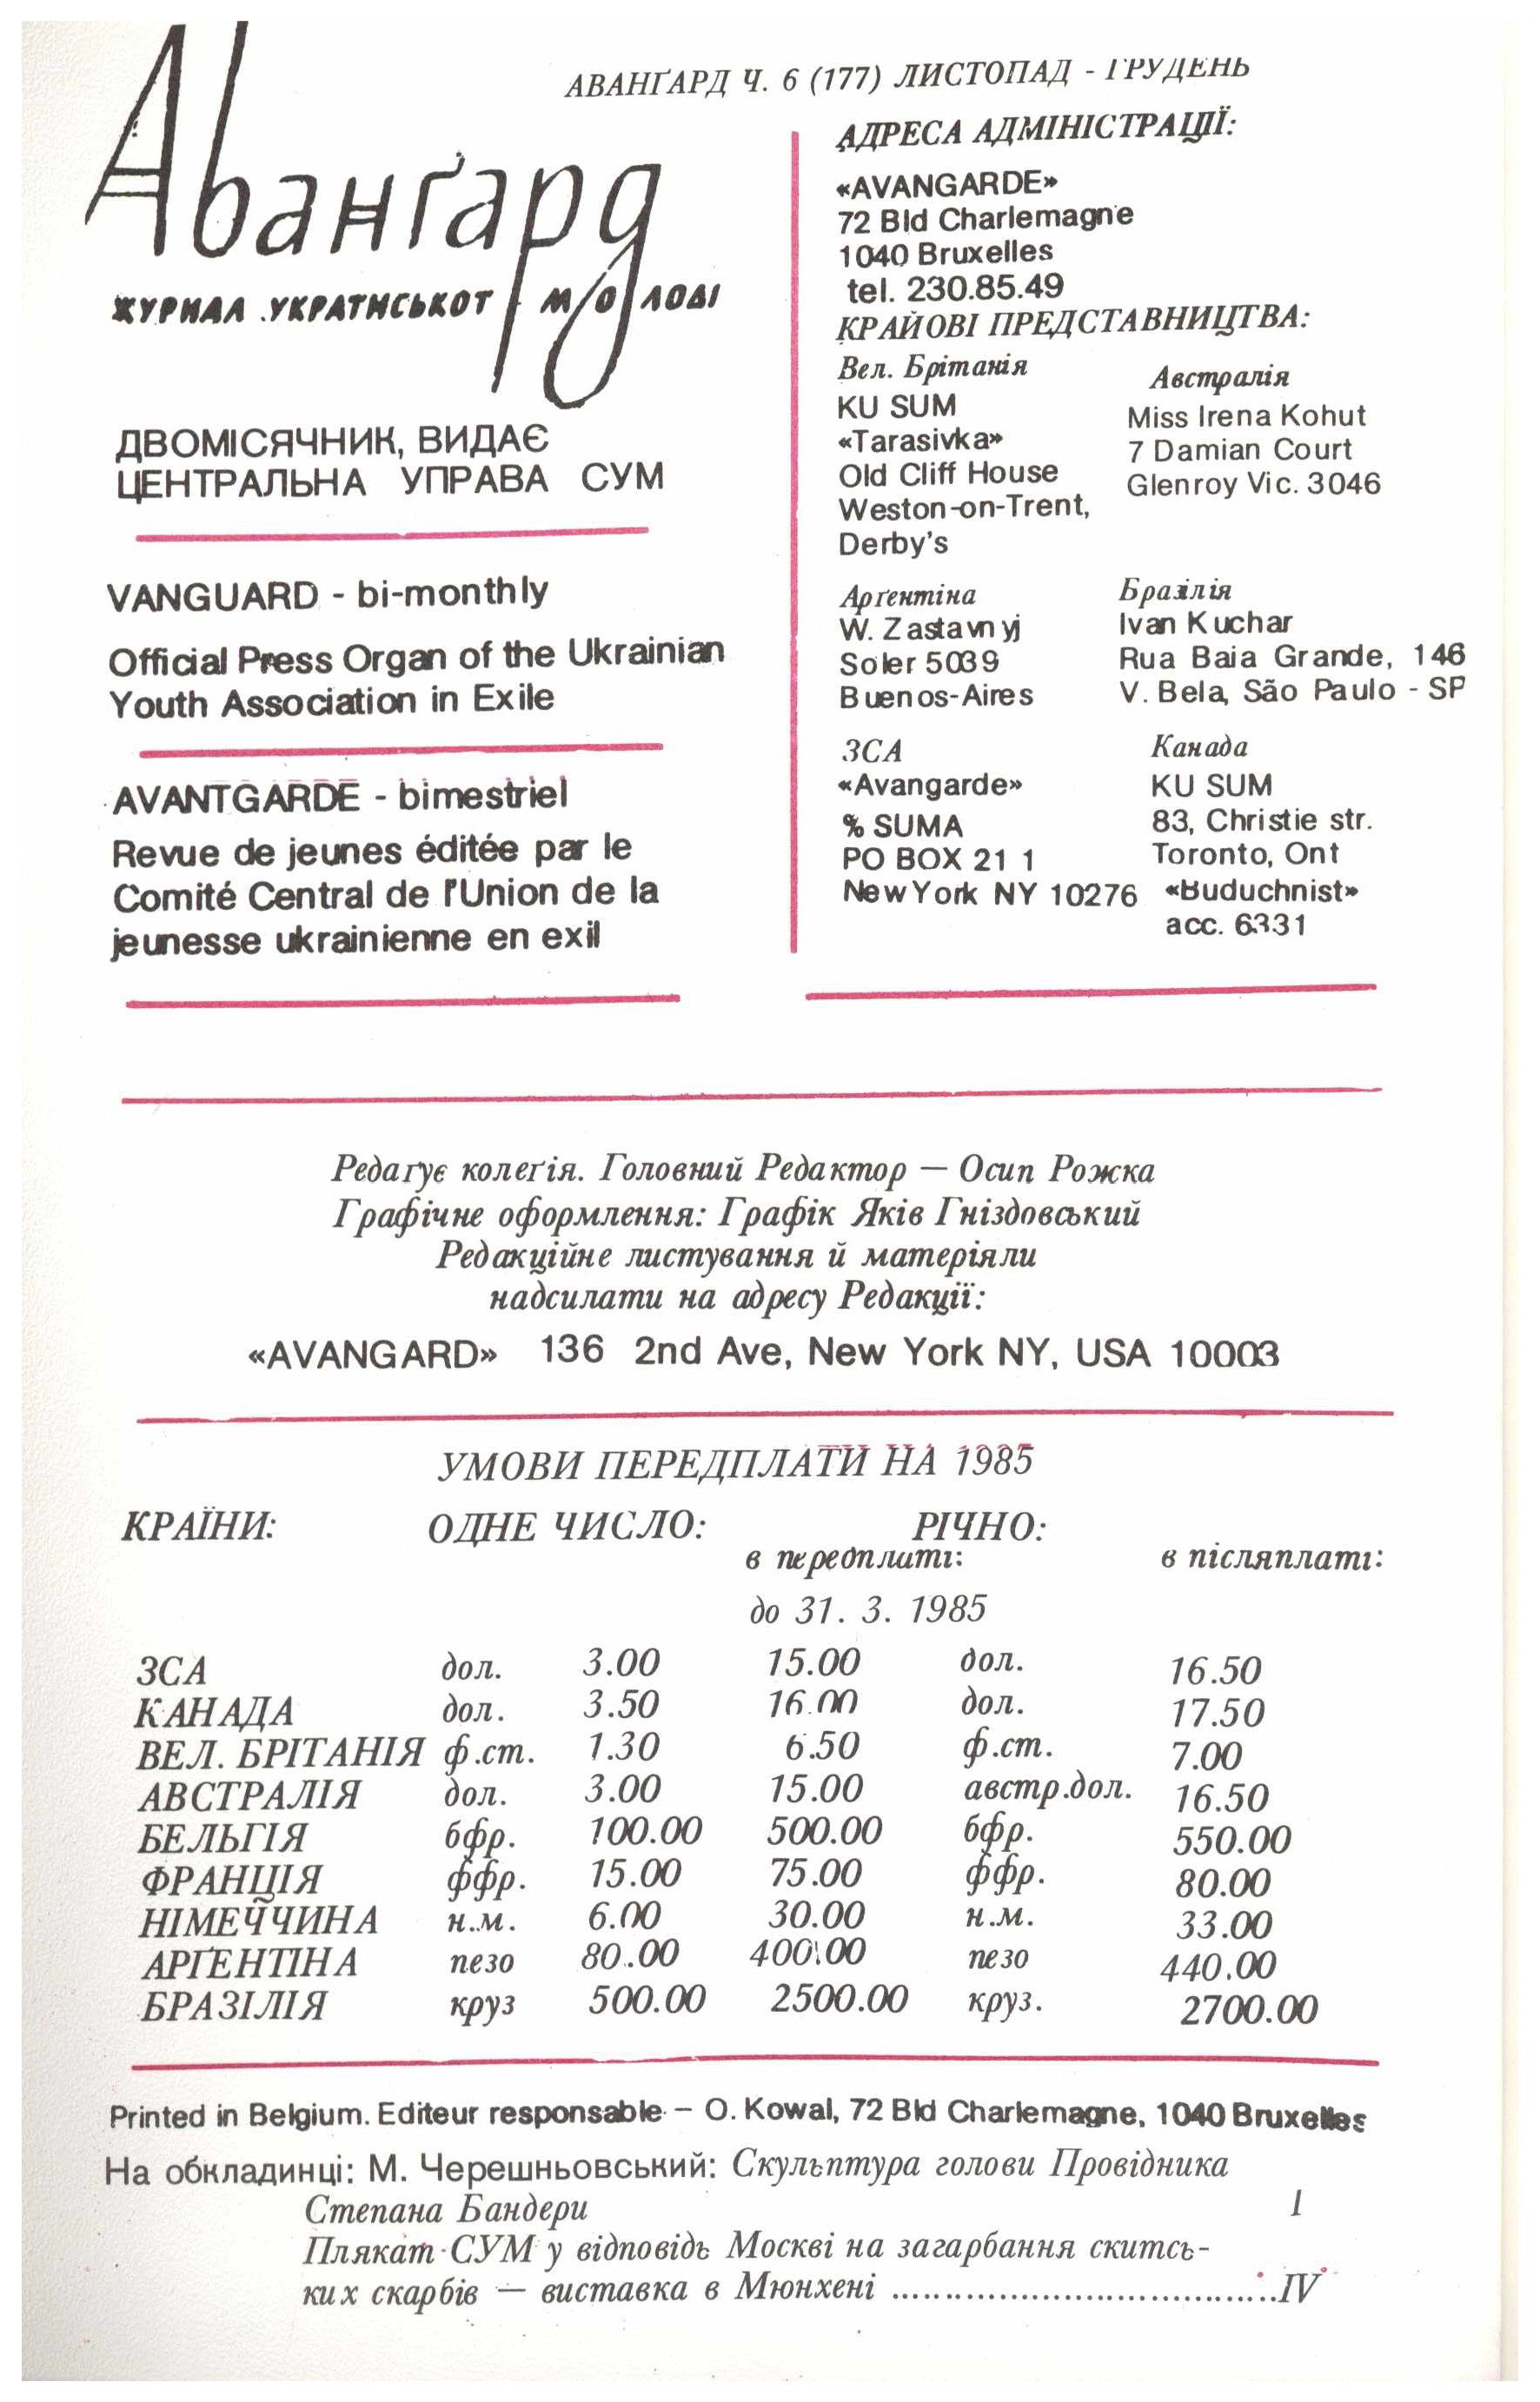 АВАНҐАРД Ч. 6 (177) ЛИСТОПАД - ГРУДЕНЬ
Аванґард
ЖУРНАЛ УКРАЇНСЬКОЇ МОЛОДІ
ДВОМІСЯЧНИК, ВИДАЄ
ЦЕНТРАЛЬНА УПРАВА СУМ
VANGUARD - bi-monthly
Official Press Organ of the Ukrainian
Youth Association in Exile
AVANTGARDE - bimestriel
Revue de jeunes éditée par le
Comité Central de l'Union de la
jeunesse ukrainienne en exil
АДРЕСА АДМІНІСТРАЦІЇ:
«AVANGARDE»
72 Bld Charlemagne
1040 Bruxelles
tel. 230.85.49
КРАЙОВІ ПРЕДСТАВНИЦТВА:
Вел. Брітанія
KU SUM
«Tarasivka»
Old Cliff House
Weston-on-Trent,
Derby's
Австралія
Miss Irena Kohut
7 Damian Court
Glenroy Vic. 3046
Арґентіна
W. Zastavnyj
Soler 5039
Buenos-Aires
Бразілія
Ivan Kuchar
Rua Baia Grande, 146
V. Bela, São Paulo - SP
ЗСА
«Avangarde»
% SUMA
PO BOX 21 1
New York NY 10276
Канада
KU SUM
83, Christie str.
Toronto, Ont
«Buduchnist»
acc. 6331
Редаґує колеґія. Головний Редактор — Осип Рожка
Графічне оформлення: Графік Яків Гніздовський
Редакційне листування й матеріяли
надсилати на адресу Редакції:
«AVANGARD» 136 2nd Ave, New York NY, USA 10003
УМОВИ ПЕРЕДПЛАТИ НА 1985
КРАЇНИ: ОДНЕ ЧИСЛО: РІЧНО:
в передплаті: в післяплаті:
до 31. 3. 1985
ЗСА дол. 3.00 15.00 дол. 16.50
КАНАДА дол. 3.50 16.00 дол. 17.50
ВЕЛ. БРІТАНІЯ ф.ст. 1.30 6.50 ф.ст. 7.00
АВСТРАЛІЯ дол. 3.00 15.00 австр.дол. 16.50
БЕЛЬГІЯ бфр. 100.00 500.00 бфр. 550.00
ФРАНЦІЯ ффр. 15.00 75.00 ффр. 80.00
НІМЕЧЧИНА н.м. 6.00 30.00 н.м. 33.00
АРҐЕНТІНА пезо 80.00 400.00 пезо 440.00
БРАЗІЛІЯ круз 500.00 2500.00 круз. 2700.00
Printed in Belgium. Editeur responsable – O. Kowal, 72 Bld Charlemagne, 1040 Bruxelles
На обкладинці: М. Черешньовський: Скульптура голови Провідника
Степана Бандери I
Плякат СУМ у відповідь Москві на загарбання скитсь-
ких скарбів — виставка в Мюнхені ....................................IV